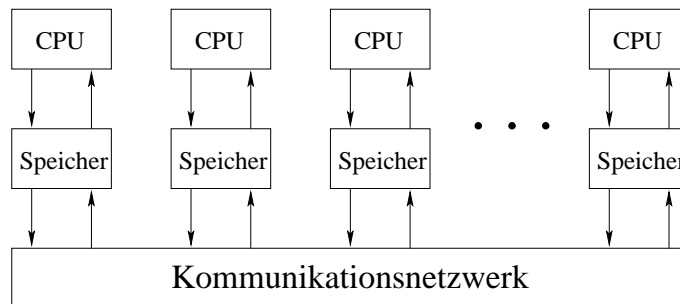 CPU CPU CPU CPU
Speicher Speicher Speicher Speicher
Kommunikationsnetzwerk